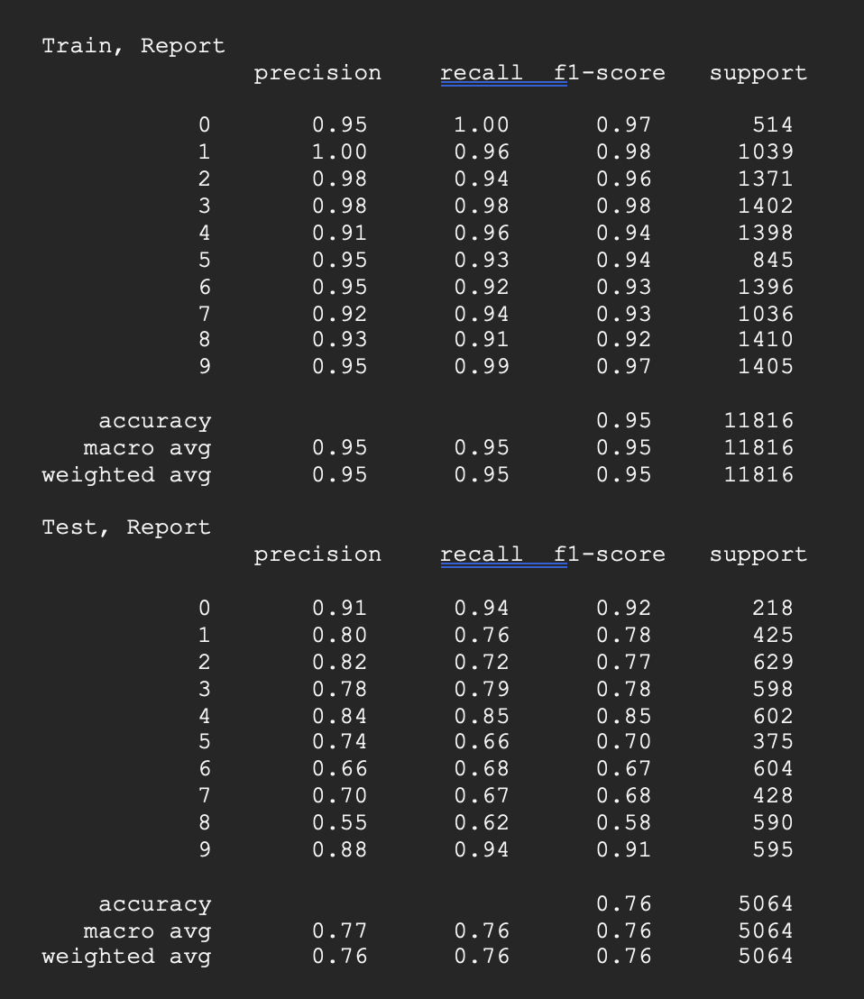 Train, Report
precision recall f1-score support
0 0.95 1.00 0.97 514
1 1.00 0.96 0.98 1039
2 0.98 0.94 0.96 1371
3 0.98 0.98 0.98 1402
4 0.91 0.96 0.94 1398
5 0.95 0.93 0.94 845
6 0.95 0.92 0.93 1396
7 0.92 0.94 0.93 1036
8 0.93 0.91 0.92 1410
9 0.95 0.99 0.97 1405
accuracy 0.95 11816
macro avg 0.95 0.95 0.95 11816
weighted avg 0.95 0.95 0.95 11816
Test, Report
precision recall f1-score support
0 0.91 0.94 0.92 218
1 0.80 0.76 0.78 425
2 0.82 0.72 0.77 629
3 0.78 0.79 0.78 598
4 0.84 0.85 0.85 602
5 0.74 0.66 0.70 375
6 0.66 0.68 0.67 604
7 0.70 0.67 0.68 428
8 0.55 0.62 0.58 590
9 0.88 0.94 0.91 595
accuracy 0.76 5064
macro avg 0.77 0.76 0.76 5064
weighted avg 0.76 0.76 0.76 5064